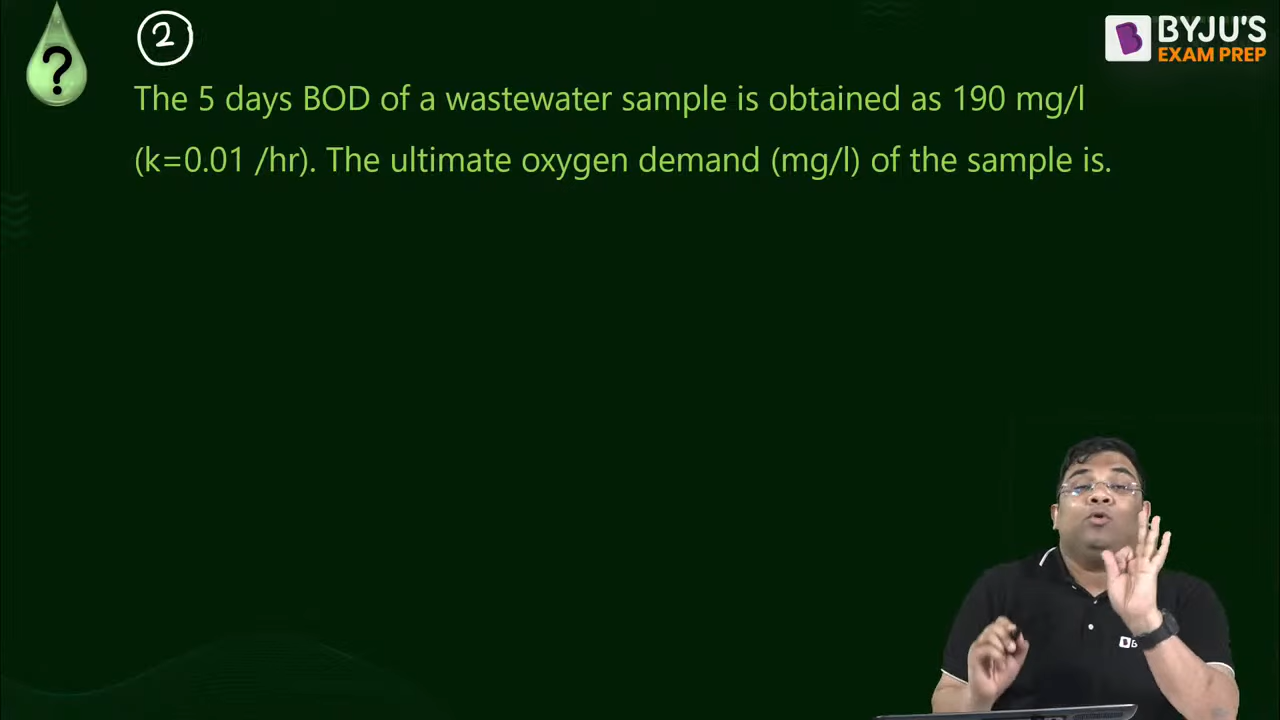 2
BYJU'S
EXAM PREP
?
The 5 days BOD of a wastewater sample is obtained as 190 mg/l
(k=0.01 /hr). The ultimate oxygen demand (mg/l) of the sample is.